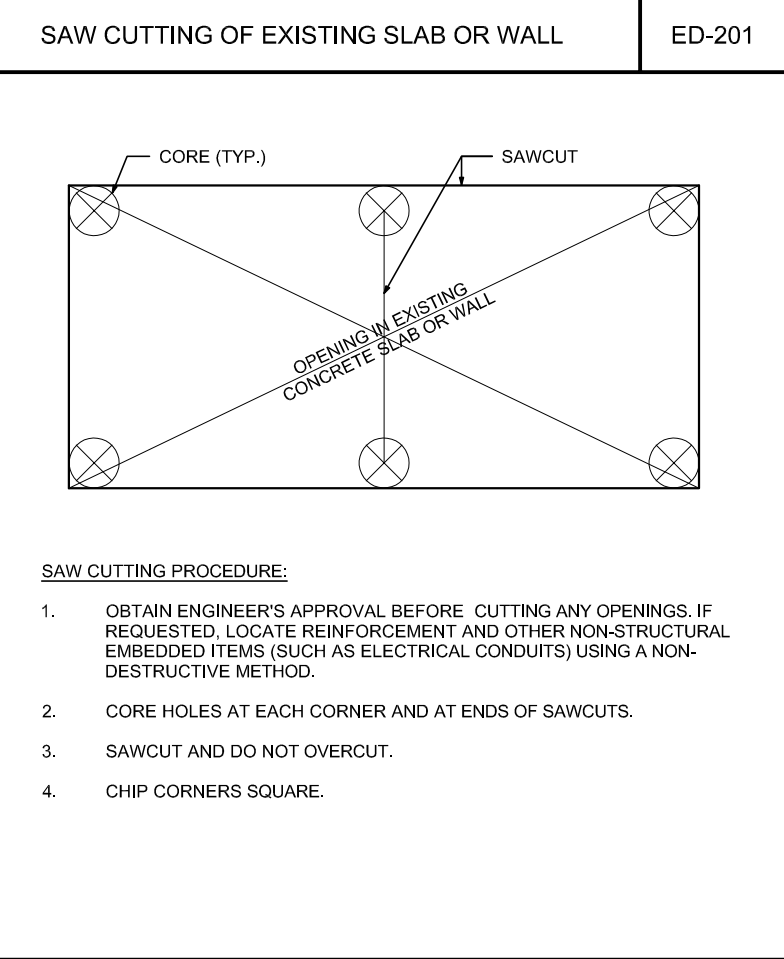 SAW CUTTING OF EXISTING SLAB OR WALL
ED-201
CORE (TYP.)
SAWCUT
OPENING IN EXISTING
CONCRETE SLAB OR WALL
SAW CUTTING PROCEDURE:
1. OBTAIN ENGINEER'S APPROVAL BEFORE CUTTING ANY OPENINGS. IF
REQUESTED, LOCATE REINFORCEMENT AND OTHER NON-STRUCTURAL
EMBEDDED ITEMS (SUCH AS ELECTRICAL CONDUITS) USING A NON-
DESTRUCTIVE METHOD.
2. CORE HOLES AT EACH CORNER AND AT ENDS OF SAWCUTS.
3. SAWCUT AND DO NOT OVERCUT.
4. CHIP CORNERS SQUARE.